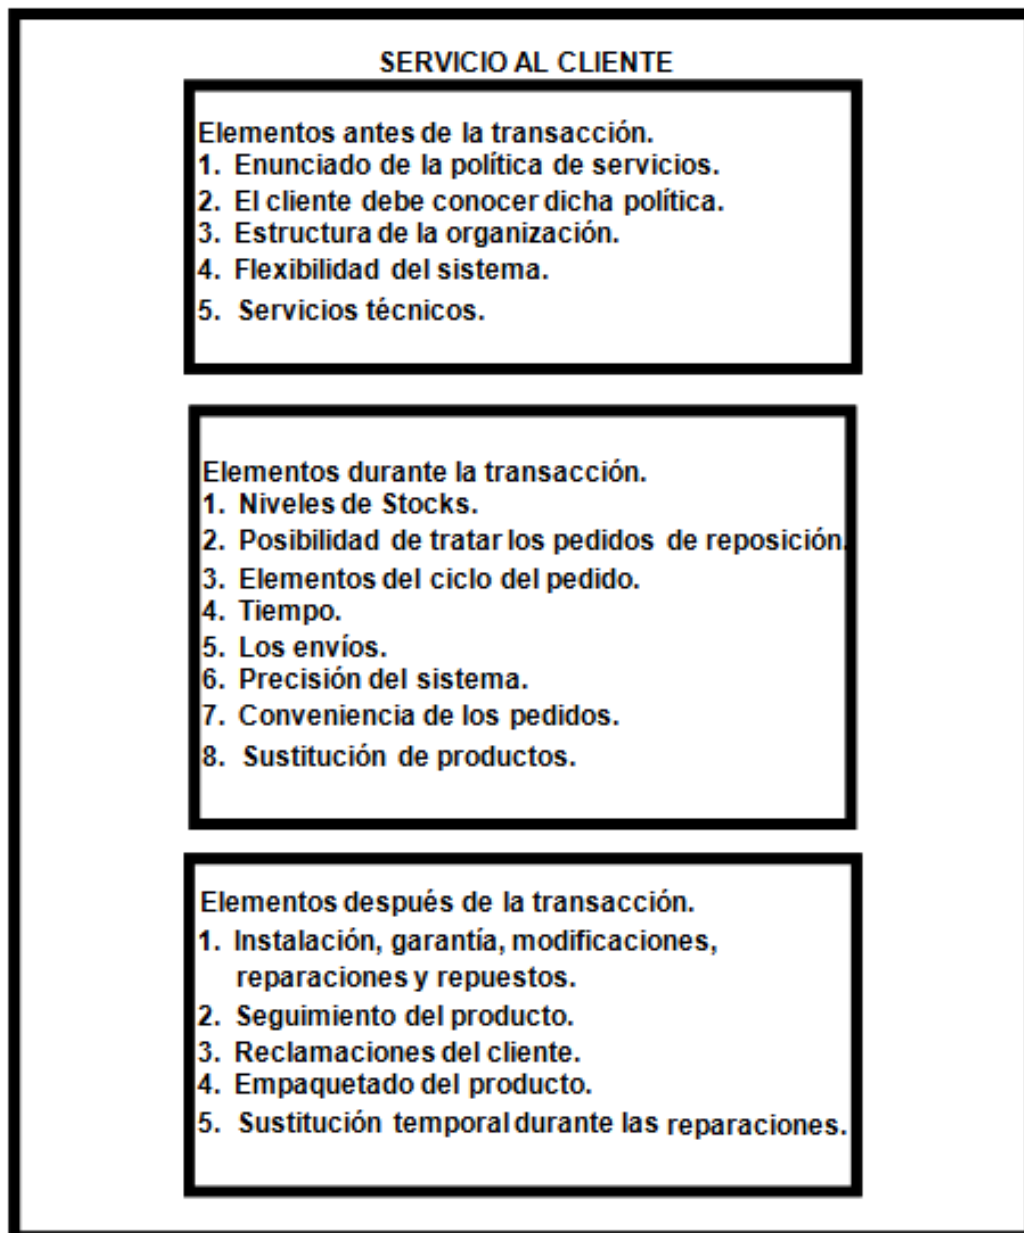 SERVICIO AL CLIENTE
Elementos antes de la transacción.
1. Enunciado de la política de servicios.
2. El cliente debe conocer dicha política.
3. Estructura de la organización.
4. Flexibilidad del sistema.
5. Servicios técnicos.
Elementos durante la transacción.
1. Niveles de Stocks.
2. Posibilidad de tratar los pedidos de reposición.
3. Elementos del ciclo del pedido.
4. Tiempo.
5. Los envíos.
6. Precisión del sistema.
7. Conveniencia de los pedidos.
8. Sustitución de productos.
Elementos después de la transacción.
1. Instalación, garantía, modificaciones,
reparaciones y repuestos.
2. Seguimiento del producto.
3. Reclamaciones del cliente.
4. Empaquetado del producto.
5. Sustitución temporal durante las reparaciones.